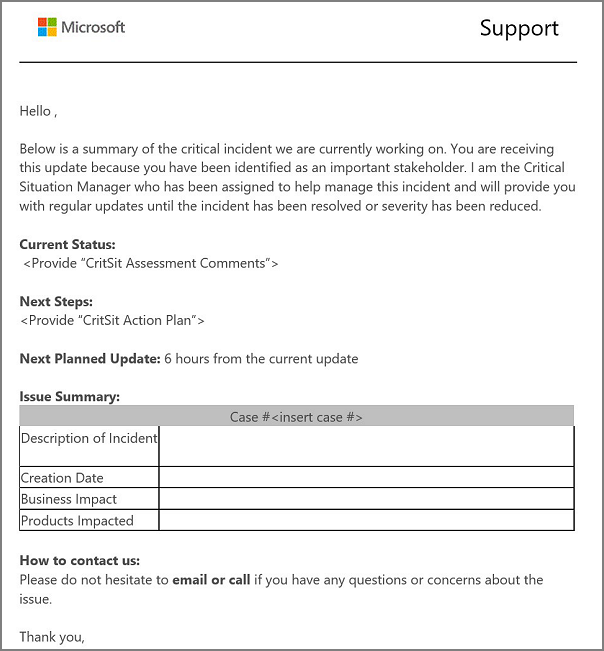 Microsoft
Support
Hello ,
Below is a summary of the critical incident we are currently working on. You are receiving
this update because you have been identified as an important stakeholder. I am the Critical
Situation Manager who has been assigned to help manage this incident and will provide you
with regular updates until the incident has been resolved or severity has been reduced.
Current Status:
<Provide “CritSit Assessment Comments”>
Next Steps:
<Provide “CritSit Action Plan”>
Next Planned Update: 6 hours from the current update
Issue Summary:
Case #<insert case #>
Description of Incident
Creation Date
Business Impact
Products Impacted
How to contact us:
Please do not hesitate to email or call if you have any questions or concerns about the
issue.
Thank you,